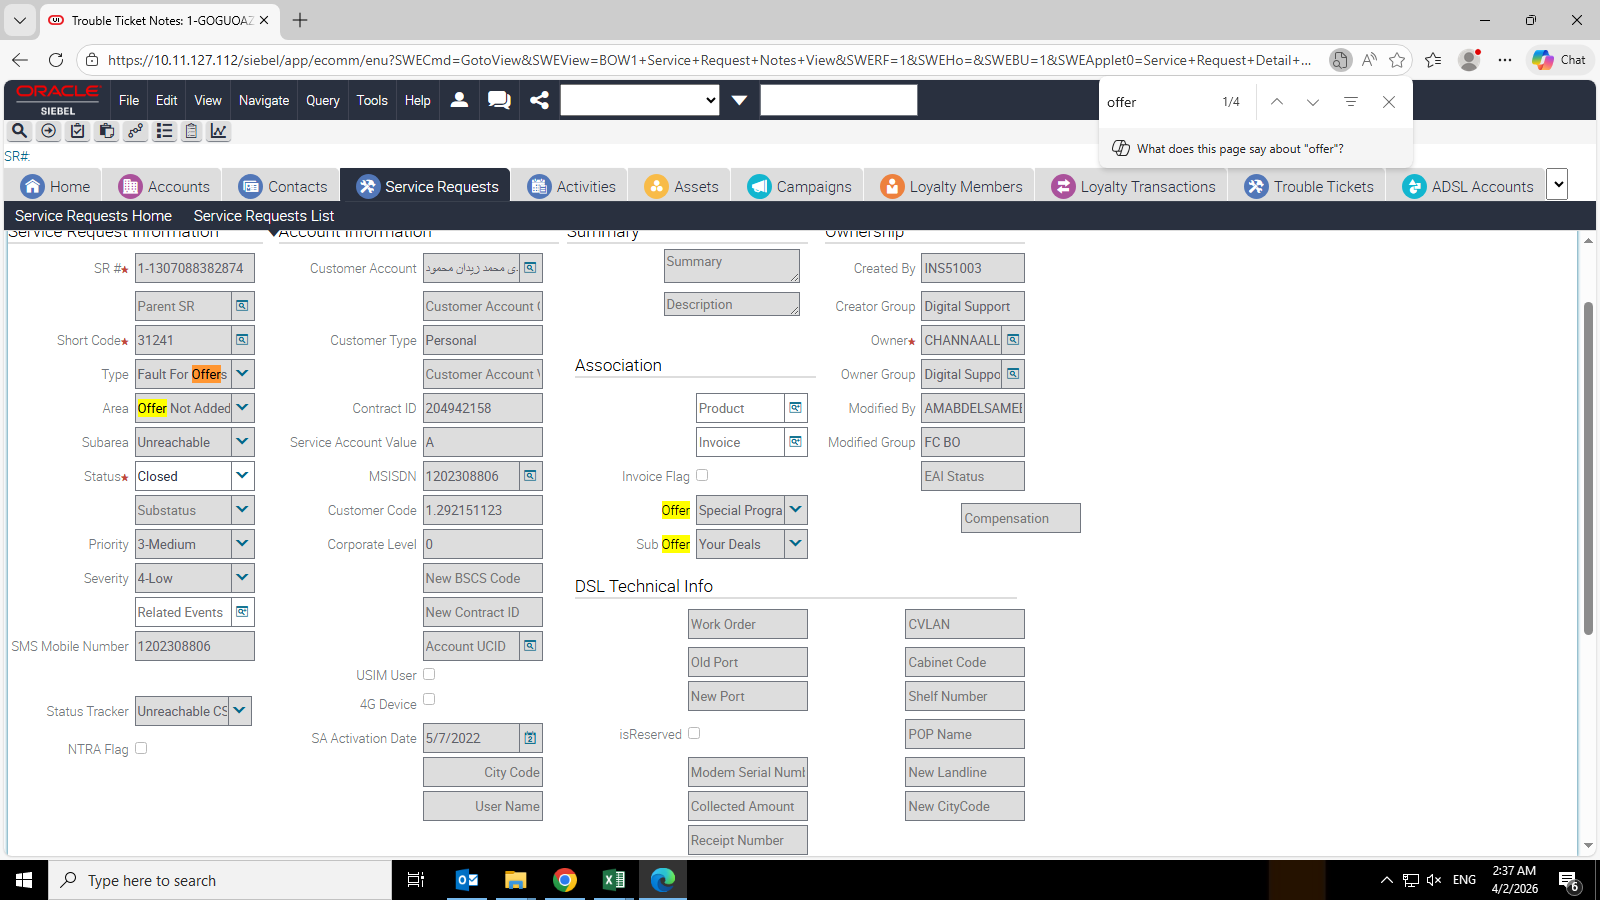 Trouble Ticket Notes: 1-GOGUOAZ
https://10.11.127.112/siebel/app/ecomm/enu?SWECmd=GotoView&SWEView=BOW1+Service+Request+Notes+View&SWERF=1&SWEHo=&SWEBU=1&SWEApplet0=Service+Request+Detail+...
Chat
ORACLE
SIEBEL
File Edit View Navigate Query Tools Help
offer 1/4
What does this page say about "offer"?
SR#:
Home Accounts Contacts Service Requests Activities Assets Campaigns Loyalty Members Loyalty Transactions Trouble Tickets ADSL Accounts
Service Requests Home Service Requests List
Service Request Information Account Information Summary Ownership
SR # 1-1307088382874
Parent SR
Short Code 31241
Type Fault For Offers
Area Offer Not Added
Subarea Unreachable
Status Closed
Substatus
Priority 3-Medium
Severity 4-Low
Related Events
SMS Mobile Number 1202308806
Status Tracker Unreachable CS
NTRA Flag
Customer Account ى محمد زيدان محمود.
Customer Account
Customer Type Personal
Customer Account
Contract ID 204942158
Service Account Value A
MSISDN 1202308806
Customer Code 1.292151123
Corporate Level 0
New BSCS Code
New Contract ID
Account UCID
USIM User
4G Device
SA Activation Date 5/7/2022
City Code
User Name
Summary
Description
Association
Product
Invoice
Invoice Flag
Offer Special Progra
Sub Offer Your Deals
DSL Technical Info
Work Order
Old Port
New Port
isReserved
Modem Serial Numb
Collected Amount
Receipt Number
CVLAN
Cabinet Code
Shelf Number
POP Name
New Landline
New CityCode
Created By INS51003
Creator Group Digital Support
Owner CHANNAALL
Owner Group Digital Suppo
Modified By AMABDELSAMEE
Modified Group FC BO
EAI Status
Compensation
Type here to search
ENG
2:37 AM
4/2/2026
6